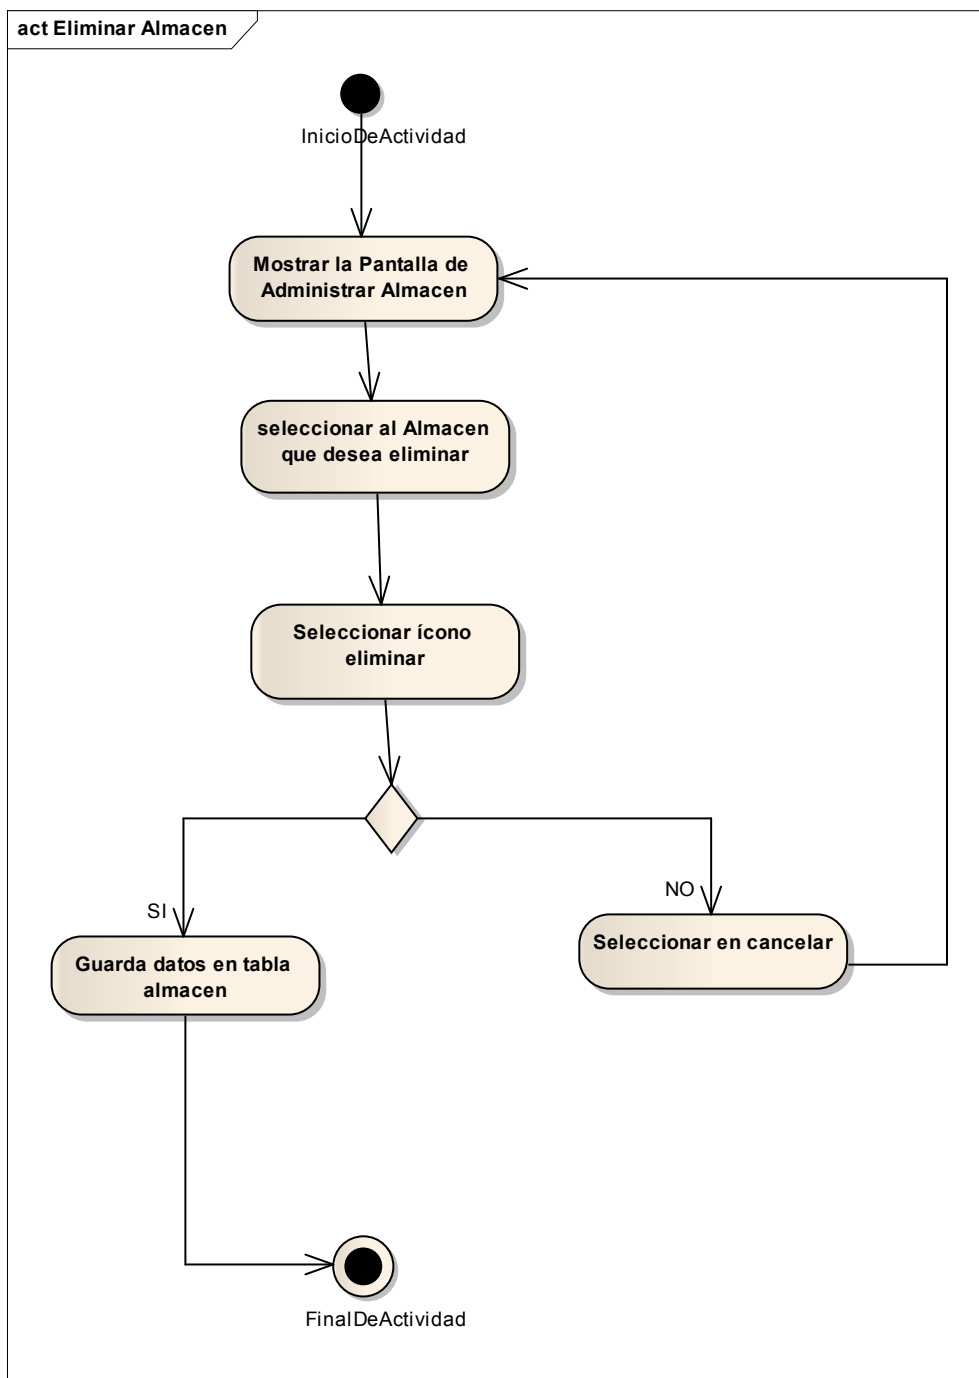 act Eliminar Almacen
InicioDeActividad
Mostrar la Pantalla de
Administrar Almacen
seleccionar al Almacen
que desea eliminar
Seleccionar ícono
eliminar
SI
NO
Guarda datos en tabla
almacen
Seleccionar en cancelar
FinalDeActividad